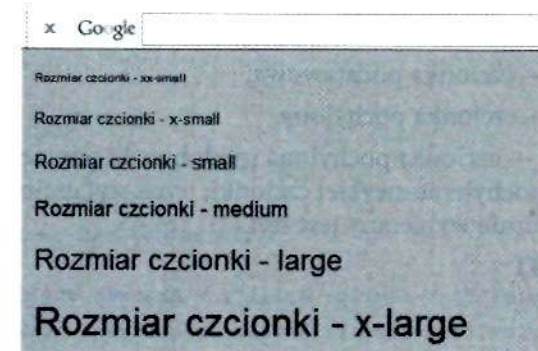 x Google
Rozmiar czcionki - xx-small
Rozmiar czcionki - x-small
Rozmiar czcionki - small
Rozmiar czcionki - medium
Rozmiar czcionki - large
Rozmiar czcionki - x-large